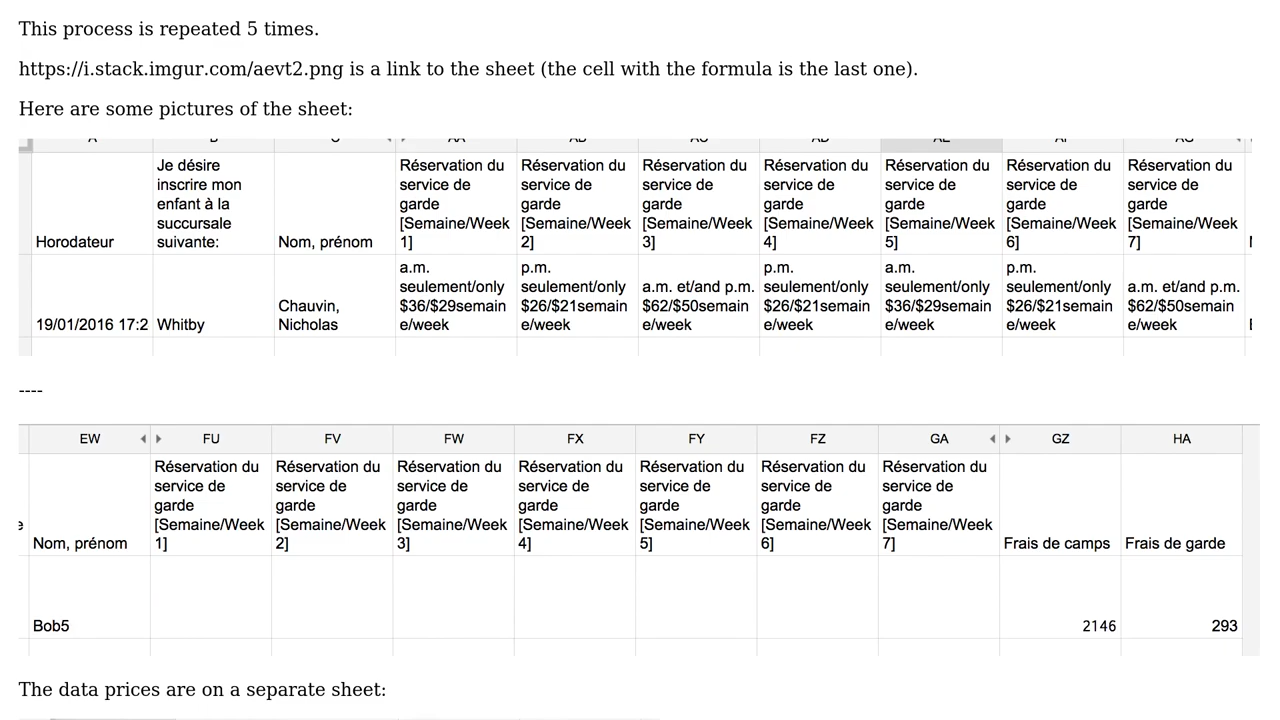 This process is repeated 5 times.
https://i.stack.imgur.com/aevt2.png is a link to the sheet (the cell with the formula is the last one).
Here are some pictures of the sheet:
Horodateur
Je désire
inscrire mon
enfant à la
succursale
suivante:
Nom, prénom
Réservation du
service de
garde
[Semaine/Week
1]
Réservation du
service de
garde
[Semaine/Week
2]
Réservation du
service de
garde
[Semaine/Week
3]
Réservation du
service de
garde
[Semaine/Week
4]
Réservation du
service de
garde
[Semaine/Week
5]
Réservation du
service de
garde
[Semaine/Week
6]
Réservation du
service de
garde
[Semaine/Week
7]
19/01/2016 17:2
Whitby
Chauvin,
Nicholas
a.m.
seulement/only
$36/$29semain
e/week
p.m.
seulement/only
$26/$21semain
e/week
a.m. et/and p.m.
$62/$50semain
e/week
p.m.
seulement/only
$26/$21semain
e/week
a.m.
seulement/only
$36/$29semain
e/week
p.m.
seulement/only
$26/$21semain
e/week
a.m. et/and p.m.
$62/$50semain
e/week
----
EW FU FV FW FX FY FZ GA GZ HA
e
Nom, prénom
Réservation du
service de
garde
[Semaine/Week
1]
Réservation du
service de
garde
[Semaine/Week
2]
Réservation du
service de
garde
[Semaine/Week
3]
Réservation du
service de
garde
[Semaine/Week
4]
Réservation du
service de
garde
[Semaine/Week
5]
Réservation du
service de
garde
[Semaine/Week
6]
Réservation du
service de
garde
[Semaine/Week
7]
Frais de camps
Frais de garde
Bob5
2146
293
The data prices are on a separate sheet: